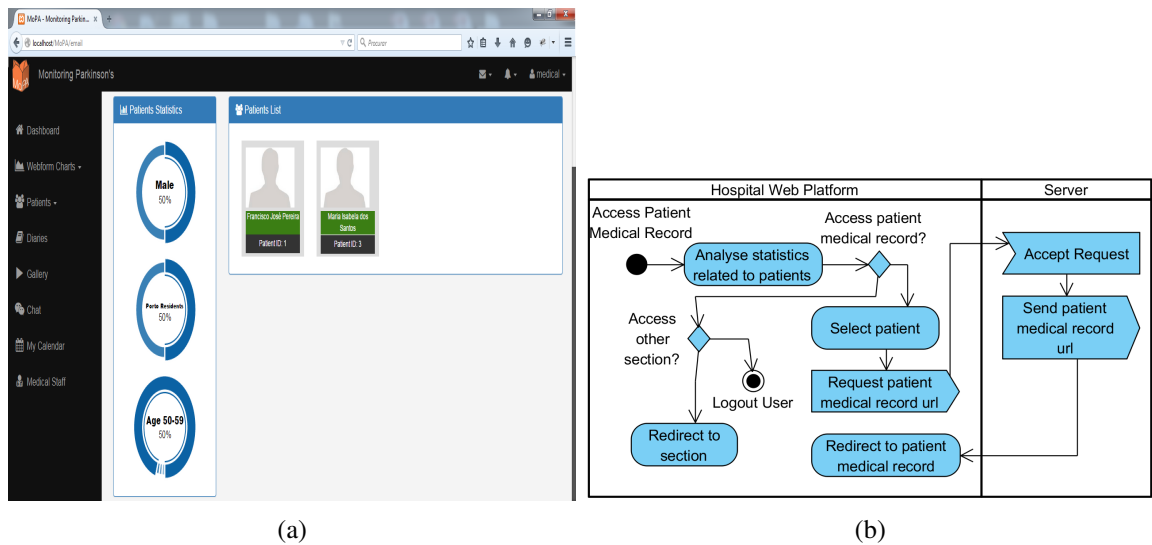 MoPA - Monitoring Parkin...
localhost/MoPA/email
Procurar
MoPA
Monitoring Parkinson's
medical
Dashboard
Webform Charts
Patients
Diaries
Gallery
Chat
My Calendar
Medical Staff
Patients Statistics
Male
50%
Porto Residents
50%
Age 50-59
50%
Patients List
Francisco José Pereira
Patient ID: 1
Maria Isabela dos
Santos
Patient ID: 3
(a)
Hospital Web Platform
Server
Access Patient
Medical Record
Analyse statistics
related to patients
Access patient
medical record?
Accept Request
Send patient
medical record
url
Access
other
section?
Select patient
Request patient
medical record url
Logout User
Redirect to
section
Redirect to patient
medical record
(b)